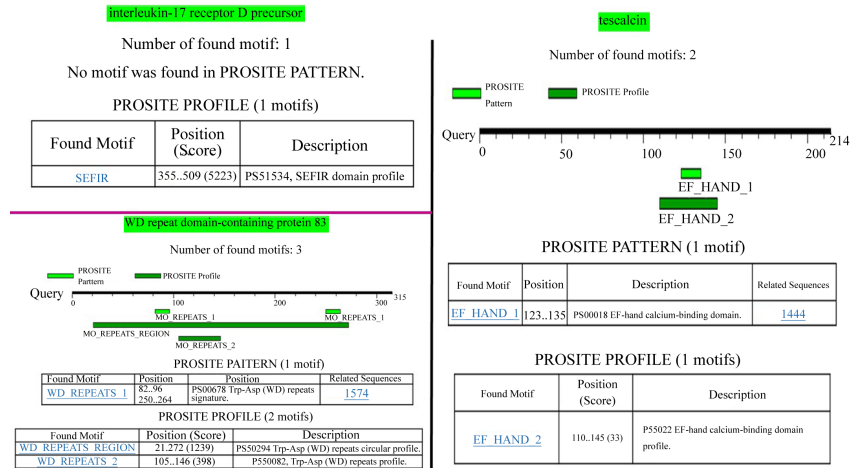 interleukin-17 receptor D precursor
Number of found motif: 1
No motif was found in PROSITE PATTERN.
PROSITE PROFILE (1 motifs)
Found Motif Position (Score) Description
SEFIR 355..509 (5223) PS51534, SEFIR domain profile
WD repeat domain-containing protein 83
Number of found motifs: 3
PROSITE Parttern PROSITE Profile
Query 0 100 200 300 315
MO_REPEATS_1 MO_REPEATS_1
MO_REPEATS_REGION
MO_REPEATS_2
PROSITE PAITERN (1 motif)
Found Motif Position Position Related Sequences
WD_REPEATS_1 82..96 250..264 PS00678 Trp-Asp (WD) repeats signature. 1574
PROSITE PROFILE (2 motifs)
Found Motif Position (Score) Description
WD_REPEATS_REGION 21.272 (1239) PS50294 Trp-Asp (WD) repeats circular profile.
WD_REPEATS_2 105..146 (398) P550082, Trp-Asp (WD) repeats profile.
tescalcin
Number of found motifs: 2
PROSITE Pattern PROSITE Profile
Query 0 50 100 150 200 214
EF_HAND_1
EF_HAND_2
PROSITE PATTERN (1 motif)
Found Motif Position Description Related Sequences
EF_HAND_1 123..135 PS00018 EF-hand calcium-binding domain. 1444
PROSITE PROFILE (1 motifs)
Found Motif Position (Score) Description
EF_HAND_2 110..145 (33) P55022 EF-hand calcium-binding domain profile.